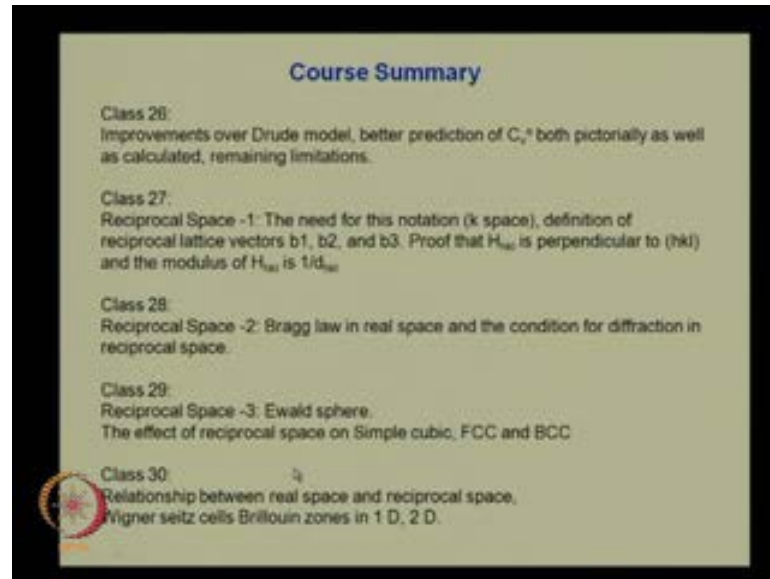 Course Summary
Class 26:
Improvements over Drude model, better prediction of Cᵥᵉ both pictorially as well
as calculated, remaining limitations.
Class 27:
Reciprocal Space -1: The need for this notation (k space), definition of
reciprocal lattice vectors b1, b2, and b3. Proof that Hhkl is perpendicular to (hkl)
and the modulus of Hhkl is 1/dhkl
Class 28:
Reciprocal Space -2: Bragg law in real space and the condition for diffraction in
reciprocal space.
Class 29:
Reciprocal Space -3: Ewald sphere.
The effect of reciprocal space on Simple cubic, FCC and BCC
Class 30:
Relationship between real space and reciprocal space,
Wigner seitz cells Brillouin zones in 1 D, 2 D.